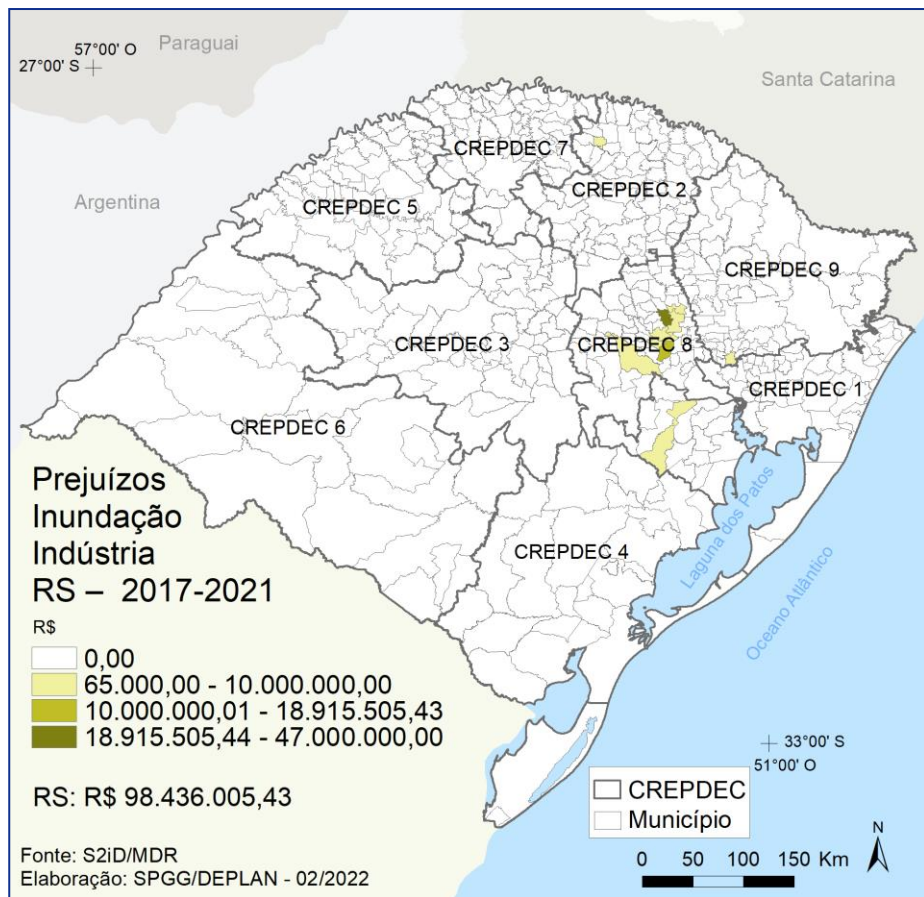 Paraguai
57°00' O
27°00' S
Santa Catarina
Argentina
CREPDEC 7
CREPDEC 2
CREPDEC 5
CREPDEC 9
CREPDEC 3
CREPDEC 8
CREPDEC 1
CREPDEC 6
CREPDEC 4
Laguna dos Patos
Oceano Atlântico
Prejuízos
Inundação
Indústria
RS – 2017-2021
R$
0,00
65.000,00 - 10.000.000,00
10.000.000,01 - 18.915.505,43
18.915.505,44 - 47.000.000,00
RS: R$ 98.436.005,43
33°00' S
51°00' O
CREPDEC
Município
N
0 50 100 150 Km
Fonte: S2iD/MDR
Elaboração: SPGG/DEPLAN - 02/2022